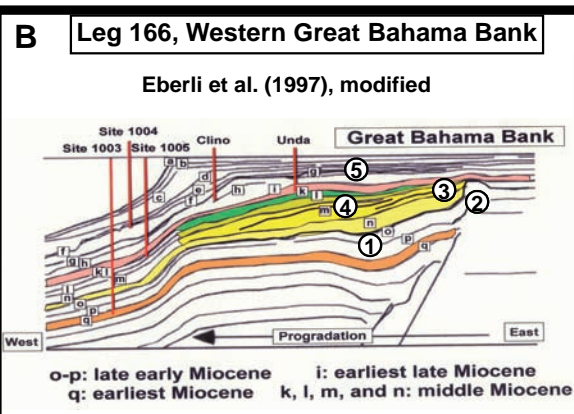 B
Leg 166, Western Great Bahama Bank
Eberli et al. (1997), modified
Site 1004
Site 1003
Site 1005
Clino
Unda
Great Bahama Bank
a
b
c
d
e
f
g
h
i
k
l
m
n
o
p
q
5
3
4
2
1
f
g
h
k
l
m
n
o
p
q
West
Progradation
East
o-p: late early Miocene
i: earliest late Miocene
q: earliest Miocene
k, l, m, and n: middle Miocene